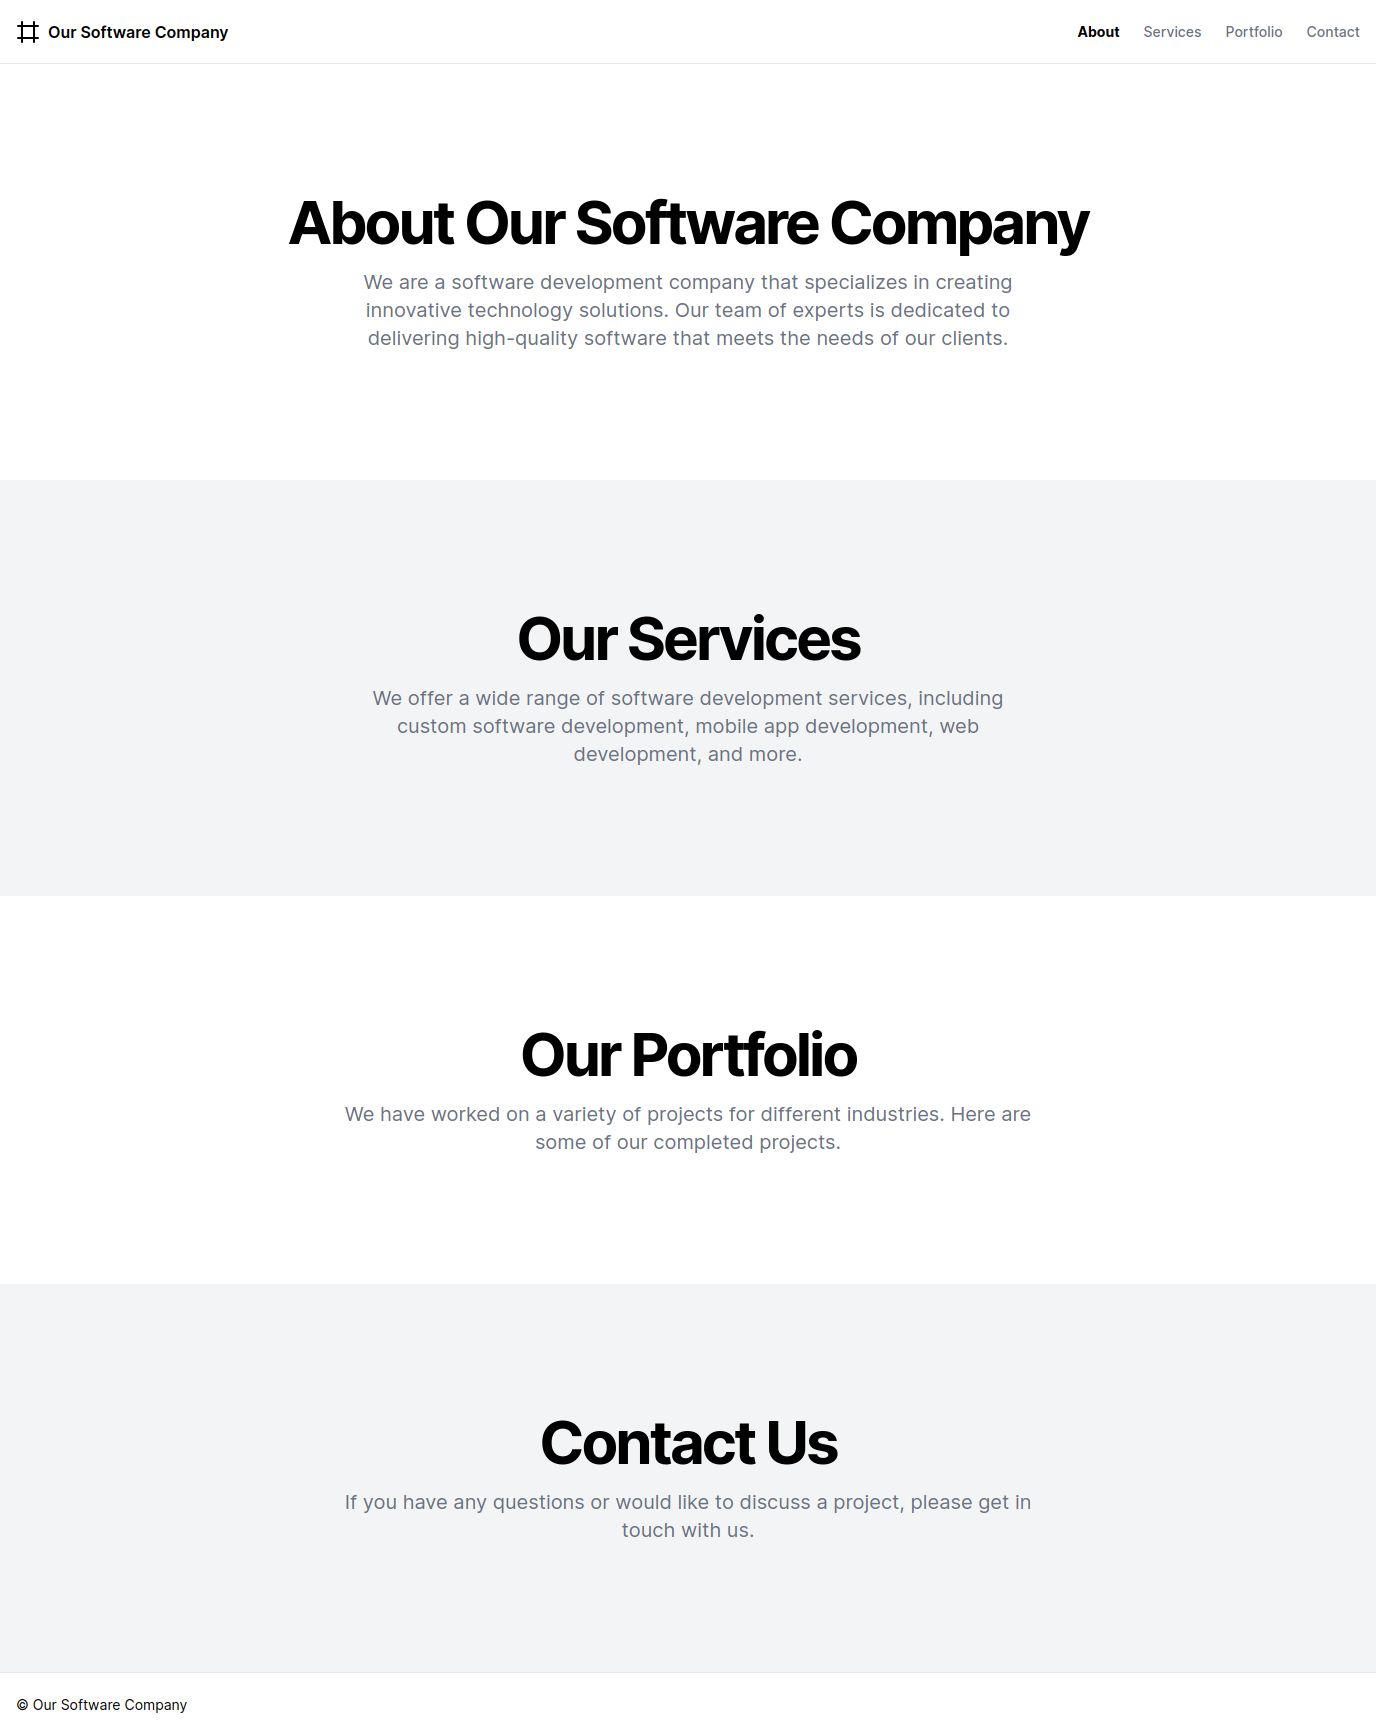 Our Software Company
About Services Portfolio Contact
About Our Software Company
We are a software development company that specializes in creating
innovative technology solutions. Our team of experts is dedicated to
delivering high-quality software that meets the needs of our clients.
Our Services
We offer a wide range of software development services, including
custom software development, mobile app development, web
development, and more.
Our Portfolio
We have worked on a variety of projects for different industries. Here are
some of our completed projects.
Contact Us
If you have any questions or would like to discuss a project, please get in
touch with us.
© Our Software Company